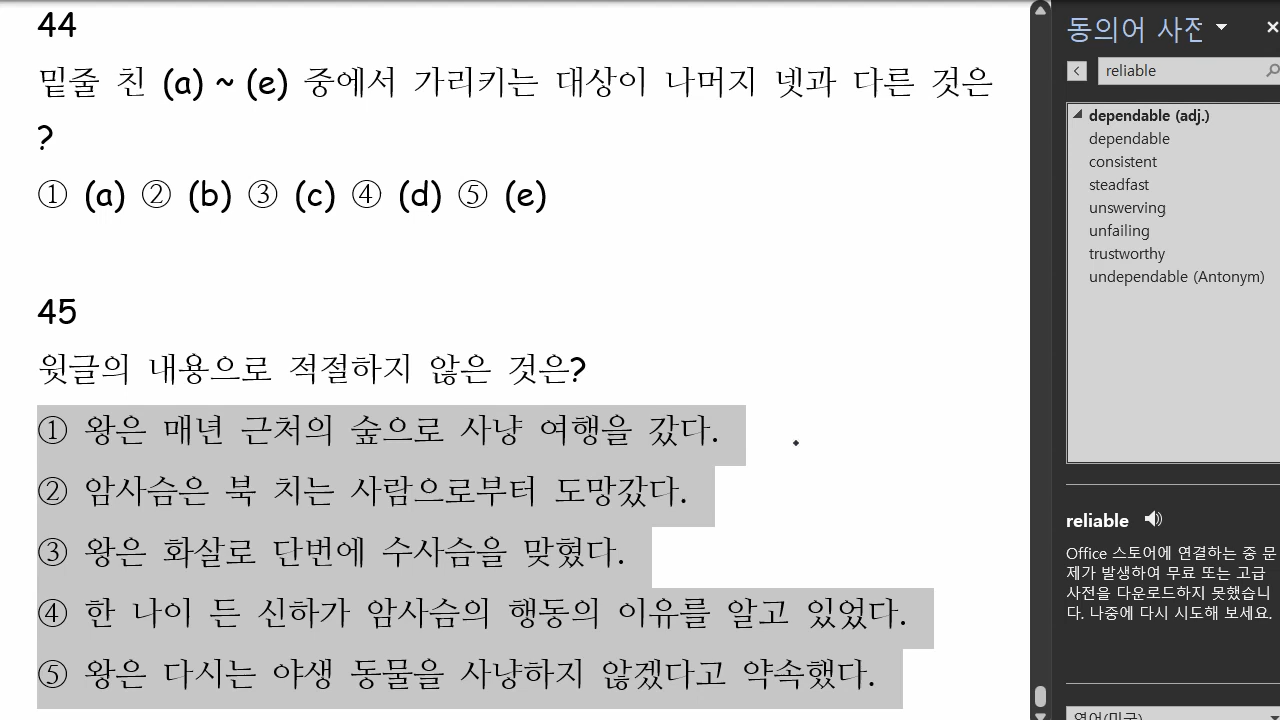 44
밑줄 친 (a) ~ (e) 중에서 가리키는 대상이 나머지 넷과 다른 것은
?
① (a) ② (b) ③ (c) ④ (d) ⑤ (e)
45
윗글의 내용으로 적절하지 않은 것은?
① 왕은 매년 근처의 숲으로 사냥 여행을 갔다.
② 암사슴은 북 치는 사람으로부터 도망갔다.
③ 왕은 화살로 단번에 수사슴을 맞혔다.
④ 한 나이 든 신하가 암사슴의 행동의 이유를 알고 있었다.
⑤ 왕은 다시는 야생 동물을 사냥하지 않겠다고 약속했다.
동의어 사전
reliable
dependable (adj.)
dependable
consistent
steadfast
unswerving
unfailing
trustworthy
undependable (Antonym)
reliable
Office 스토어에 연결하는 중 문
제가 발생하여 무료 또는 고급
사전을 다운로드하지 못했습니
다. 나중에 다시 시도해 보세요.
영어(미국)